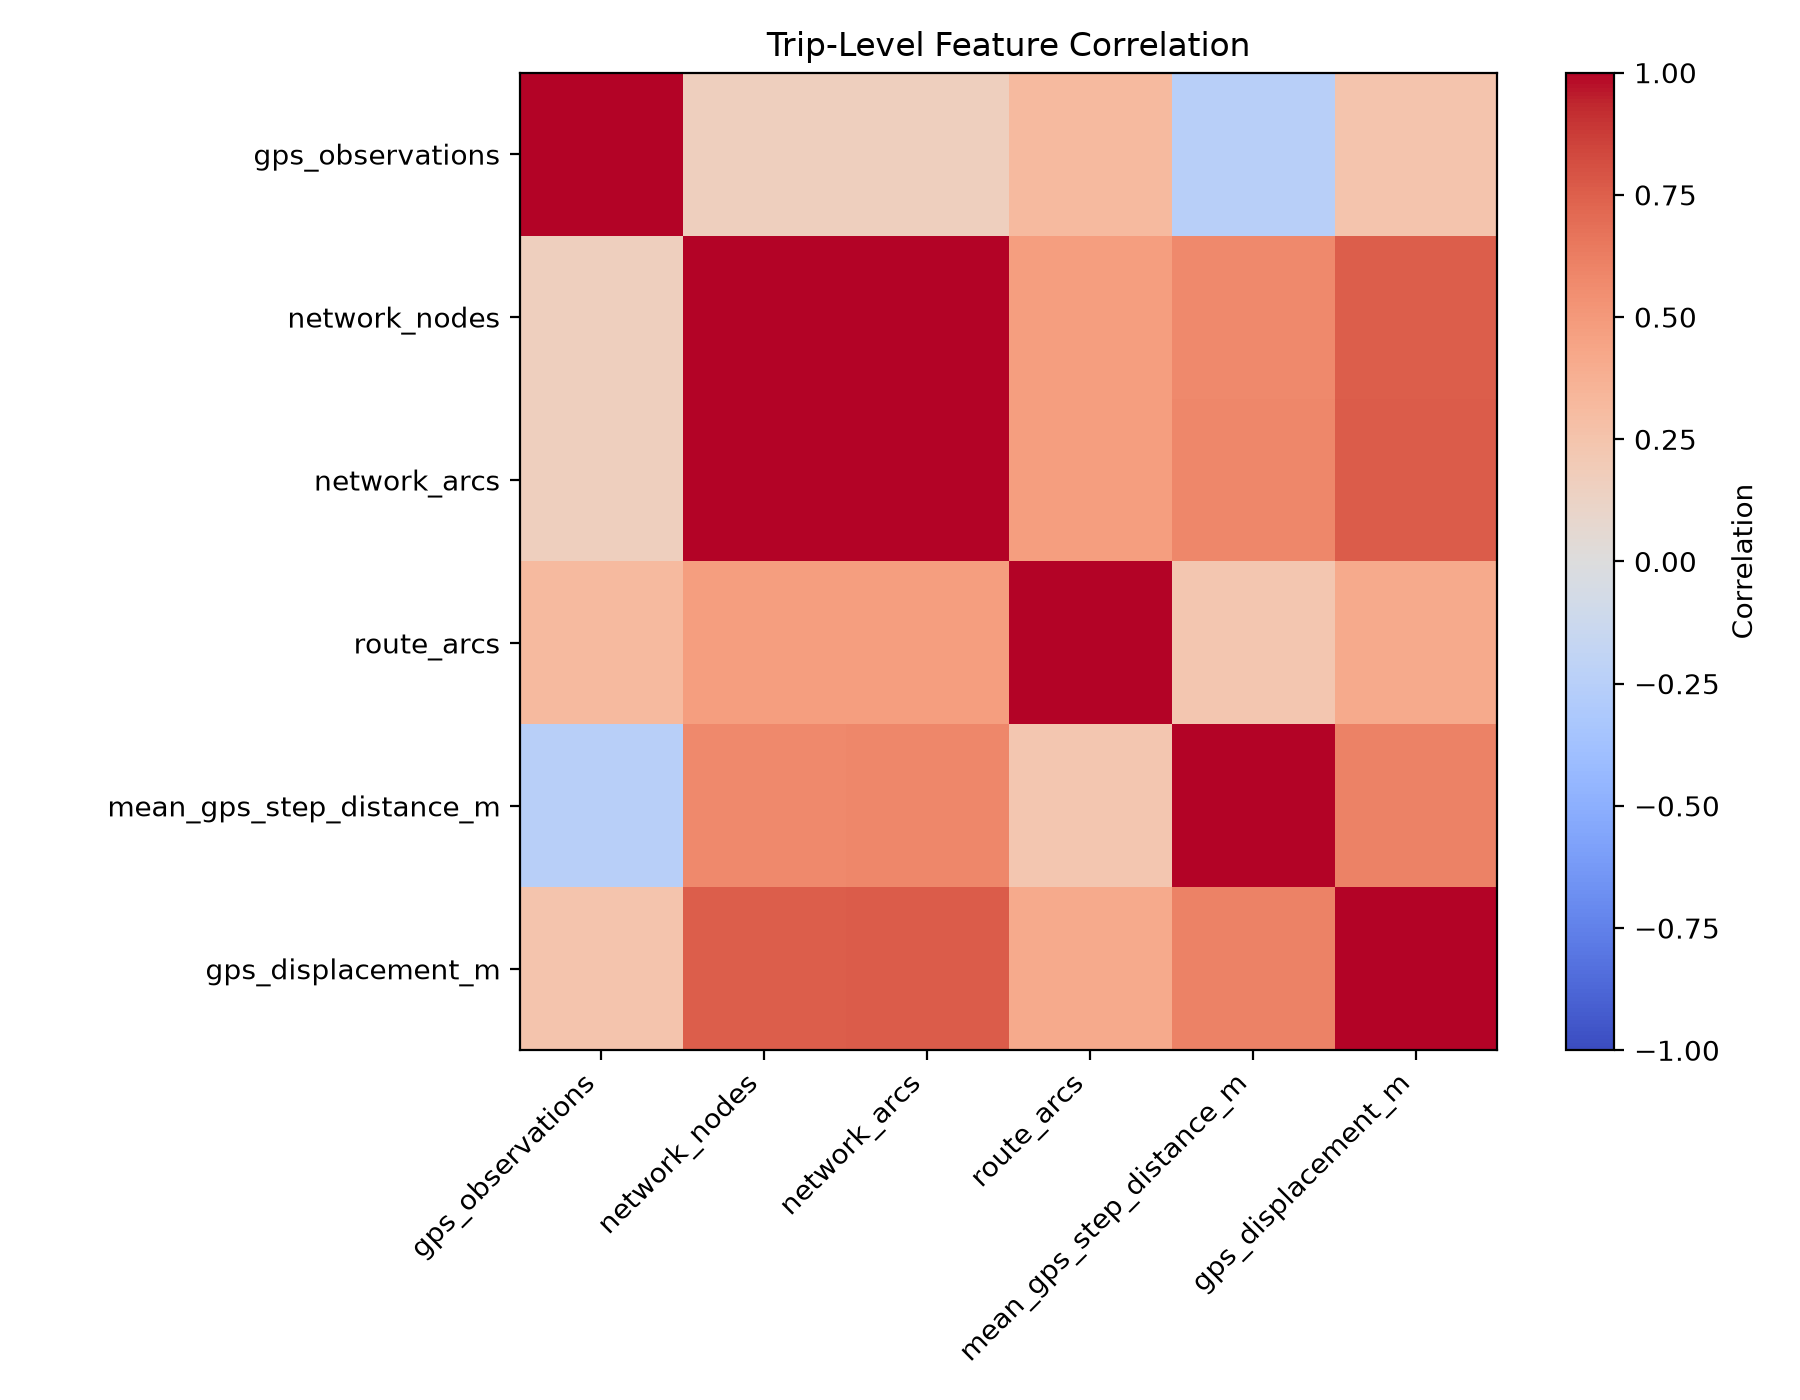 Trip-Level Feature Correlation
gps_observations
network_nodes
network_arcs
route_arcs
mean_gps_step_distance_m
gps_displacement_m
gps_observations
network_nodes
network_arcs
route_arcs
mean_gps_step_distance_m
gps_displacement_m
1.00
0.75
0.50
0.25
0.00
−0.25
−0.50
−0.75
−1.00
Correlation